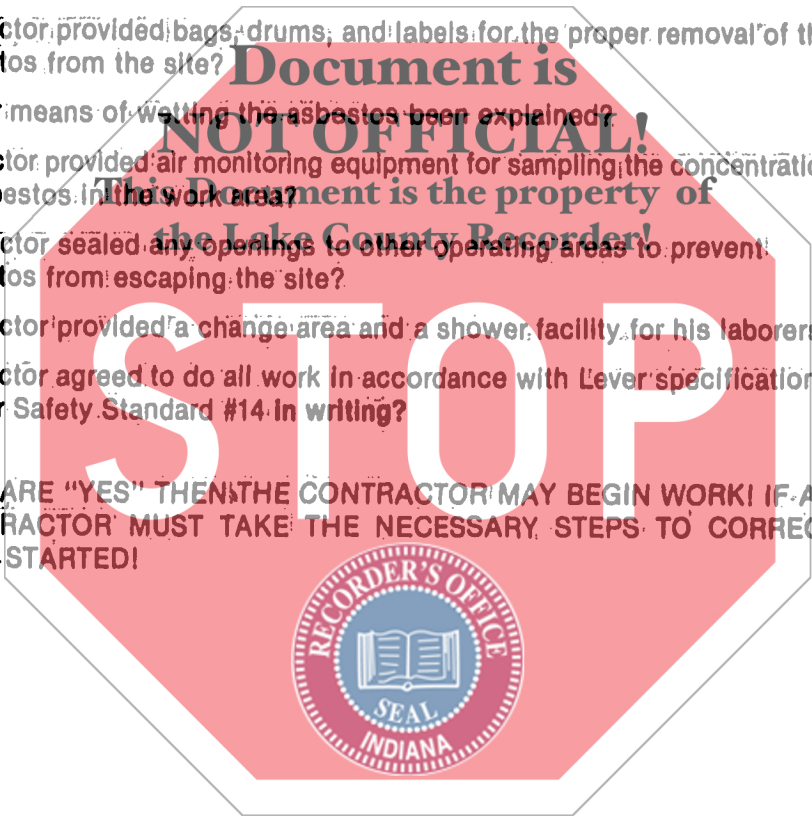 ctor provided bags, drums, and labels for the proper removal of th
tos from the site?
Document is
means of wetting the asbestos been explained?
NOT OFFICIAL!
ctor provided air monitoring equipment for sampling the concentratio
estos in the work area?
This Document is the property of
the Lake County Recorder!
ctor sealed any openings to other operating areas to prevent
tos from escaping the site?
ctor provided a change area and a shower facility for his laborers
ctor agreed to do all work in accordance with Lever specification
Safety Standard #14 in writing?
STOP
ARE “YES” THEN THE CONTRACTOR MAY BEGIN WORK! IF A
RACTOR MUST TAKE THE NECESSARY STEPS TO CORREC
STARTED!
RECORDER'S OFFICE
SEAL
INDIANA